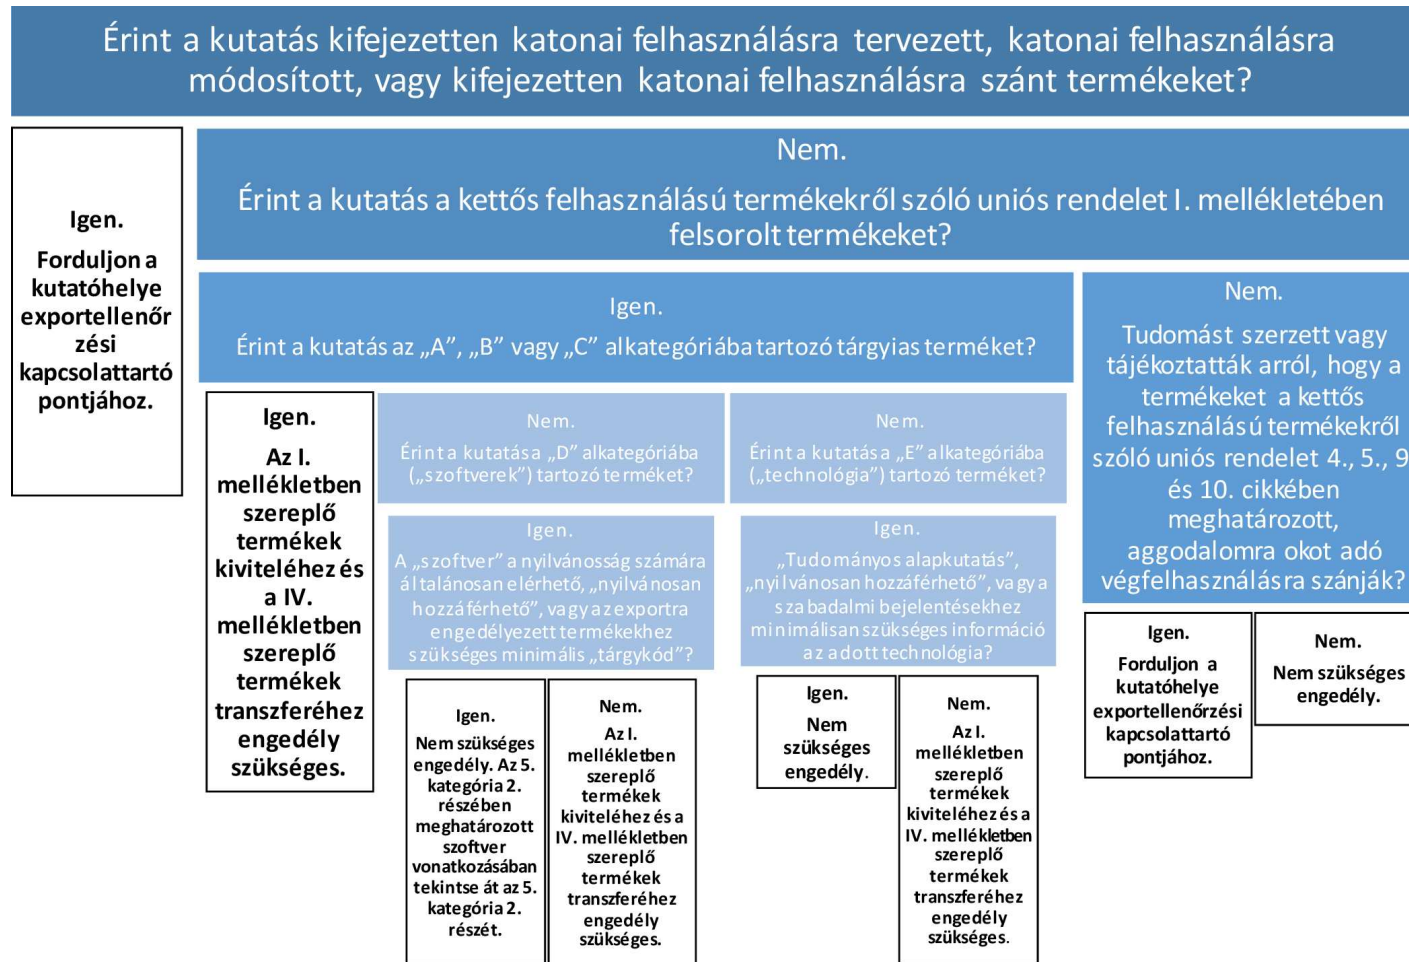 Érint a kutatás kifejezetten katonai felhasználásra tervezett, katonai felhasználásra
módosított, vagy kifejezetten katonai felhasználásra szánt termékeket?
Igen.
Forduljon a
kutatóhelye
exportellenőr
zési
kapcsolattartó
pontjához.
Nem.
Érint a kutatás a kettős felhasználású termékekről szóló uniós rendelet I. mellékletében
felsorolt termékeket?
Igen.
Érint a kutatás az „A”, „B” vagy „C” alkategóriába tartozó tárgyias terméket?
Igen.
Az I.
mellékletben
szereplő
termékek
kiviteléhez és
a IV.
mellékletben
szereplő
termékek
transzferéhez
engedély
szükséges.
Nem.
Érint a kutatás a „D” alkategóriába
(„szoftverek”) tartozó terméket?
Igen.
A „szoftver” a nyilvánosság számára
általánosan elérhető, „nyilvánosan
hozzáférhető”, vagy az exportra
engedélyezett termékekhez
szükséges minimális „tárgykód”?
Igen.
Nem szükséges
engedély. Az 5.
kategória 2.
részében
meghatározott
szoftver
vonatkozásában
tekintse át az 5.
kategória 2.
részét.
Nem.
Az I.
mellékletben
szereplő
termékek
kiviteléhez és a
IV. mellékletben
szereplő
termékek
transzferéhez
engedély
szükséges.
Nem.
Érint a kutatás a „E” alkategóriába
(„technológia”) tartozó terméket?
Igen.
„Tudományos alapkutatás”,
„nyilvánosan hozzáférhető”, vagy a
szabadalmi bejelentésekhez
minimálisan szükséges információ
az adott technológia?
Igen.
Nem
szükséges
engedély.
Nem.
Az I.
mellékletben
szereplő
termékek
kiviteléhez és a
IV. mellékletben
szereplő
termékek
transzferéhez
engedély
szükséges.
Nem.
Tudomást szerzett vagy
tájékoztatták arról, hogy a
termékeket a kettős
felhasználású termékekről
szóló uniós rendelet 4., 5., 9
és 10. cikkében
meghatározott,
aggodalomra okot adó
végfelhasználásra szánják?
Igen.
Forduljon a
kutatóhelye
exportellenőrzési
kapcsolattartó
pontjához.
Nem.
Nem szükséges
engedély.